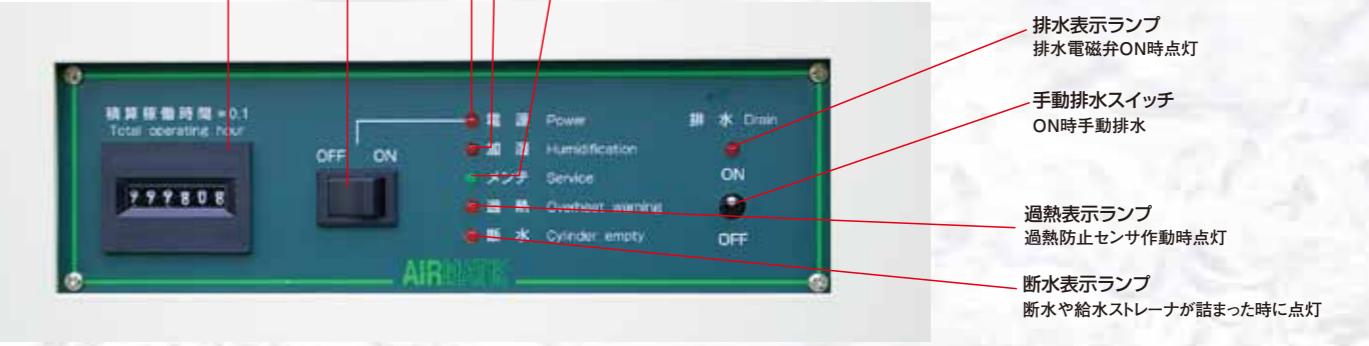 積算稼働時間×0.1
Total operating hour
999808
OFF ON
電源 Power
加湿 Humidification
メンテ Service
過熱 Overheat warning
断水 Cylinder empty
排水 Drain
ON
OFF
AIRMATIK
排水表示ランプ
排水電磁弁ON時点灯
手動排水スイッチ
ON時手動排水
過熱表示ランプ
過熱防止センサ作動時点灯
断水表示ランプ
断水や給水ストレーナが詰まった時に点灯